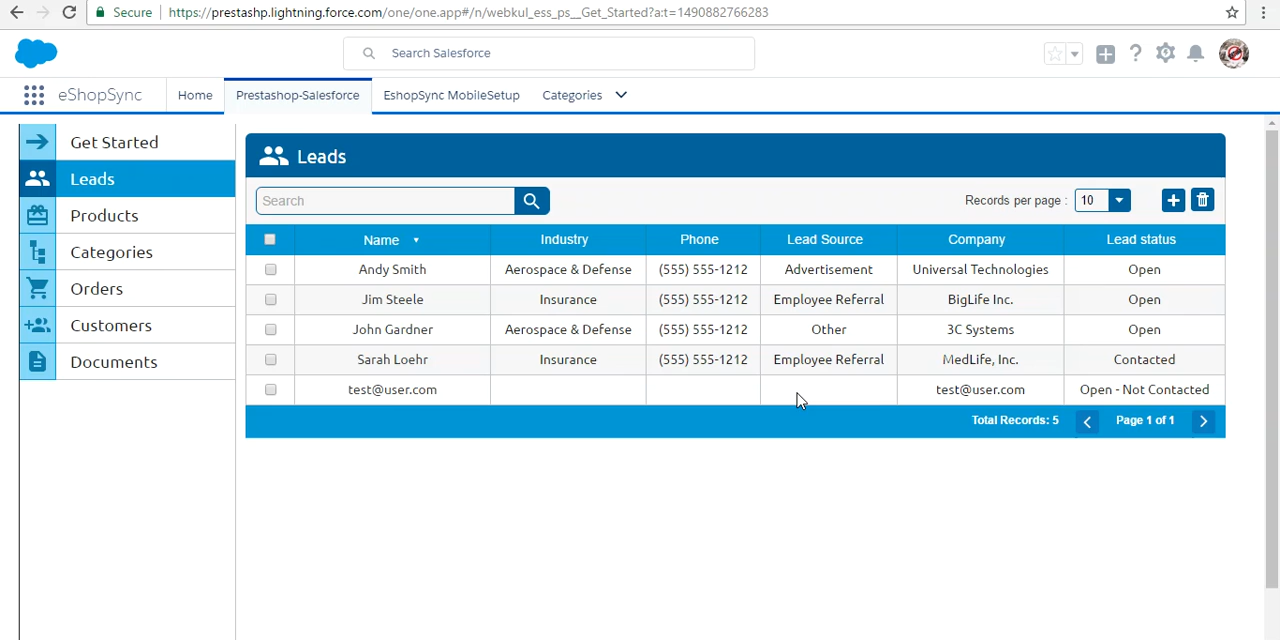 Secure https://prestashp.lightning.force.com/one/one.app#/n/webkul_ess_ps__Get_Started?a:t=1490882766283
Search Salesforce
eShopSync Home Prestashop-Salesforce EshopSync MobileSetup Categories
Get Started
Leads
Products
Categories
Orders
Customers
Documents
Leads
Search Records per page : 10
Name Industry Phone Lead Source Company Lead status
Andy Smith Aerospace & Defense (555) 555-1212 Advertisement Universal Technologies Open
Jim Steele Insurance (555) 555-1212 Employee Referral BigLife Inc. Open
John Gardner Aerospace & Defense (555) 555-1212 Other 3C Systems Open
Sarah Loehr Insurance (555) 555-1212 Employee Referral MedLife, Inc. Contacted
test@user.com test@user.com Open - Not Contacted
Total Records: 5 Page 1 of 1